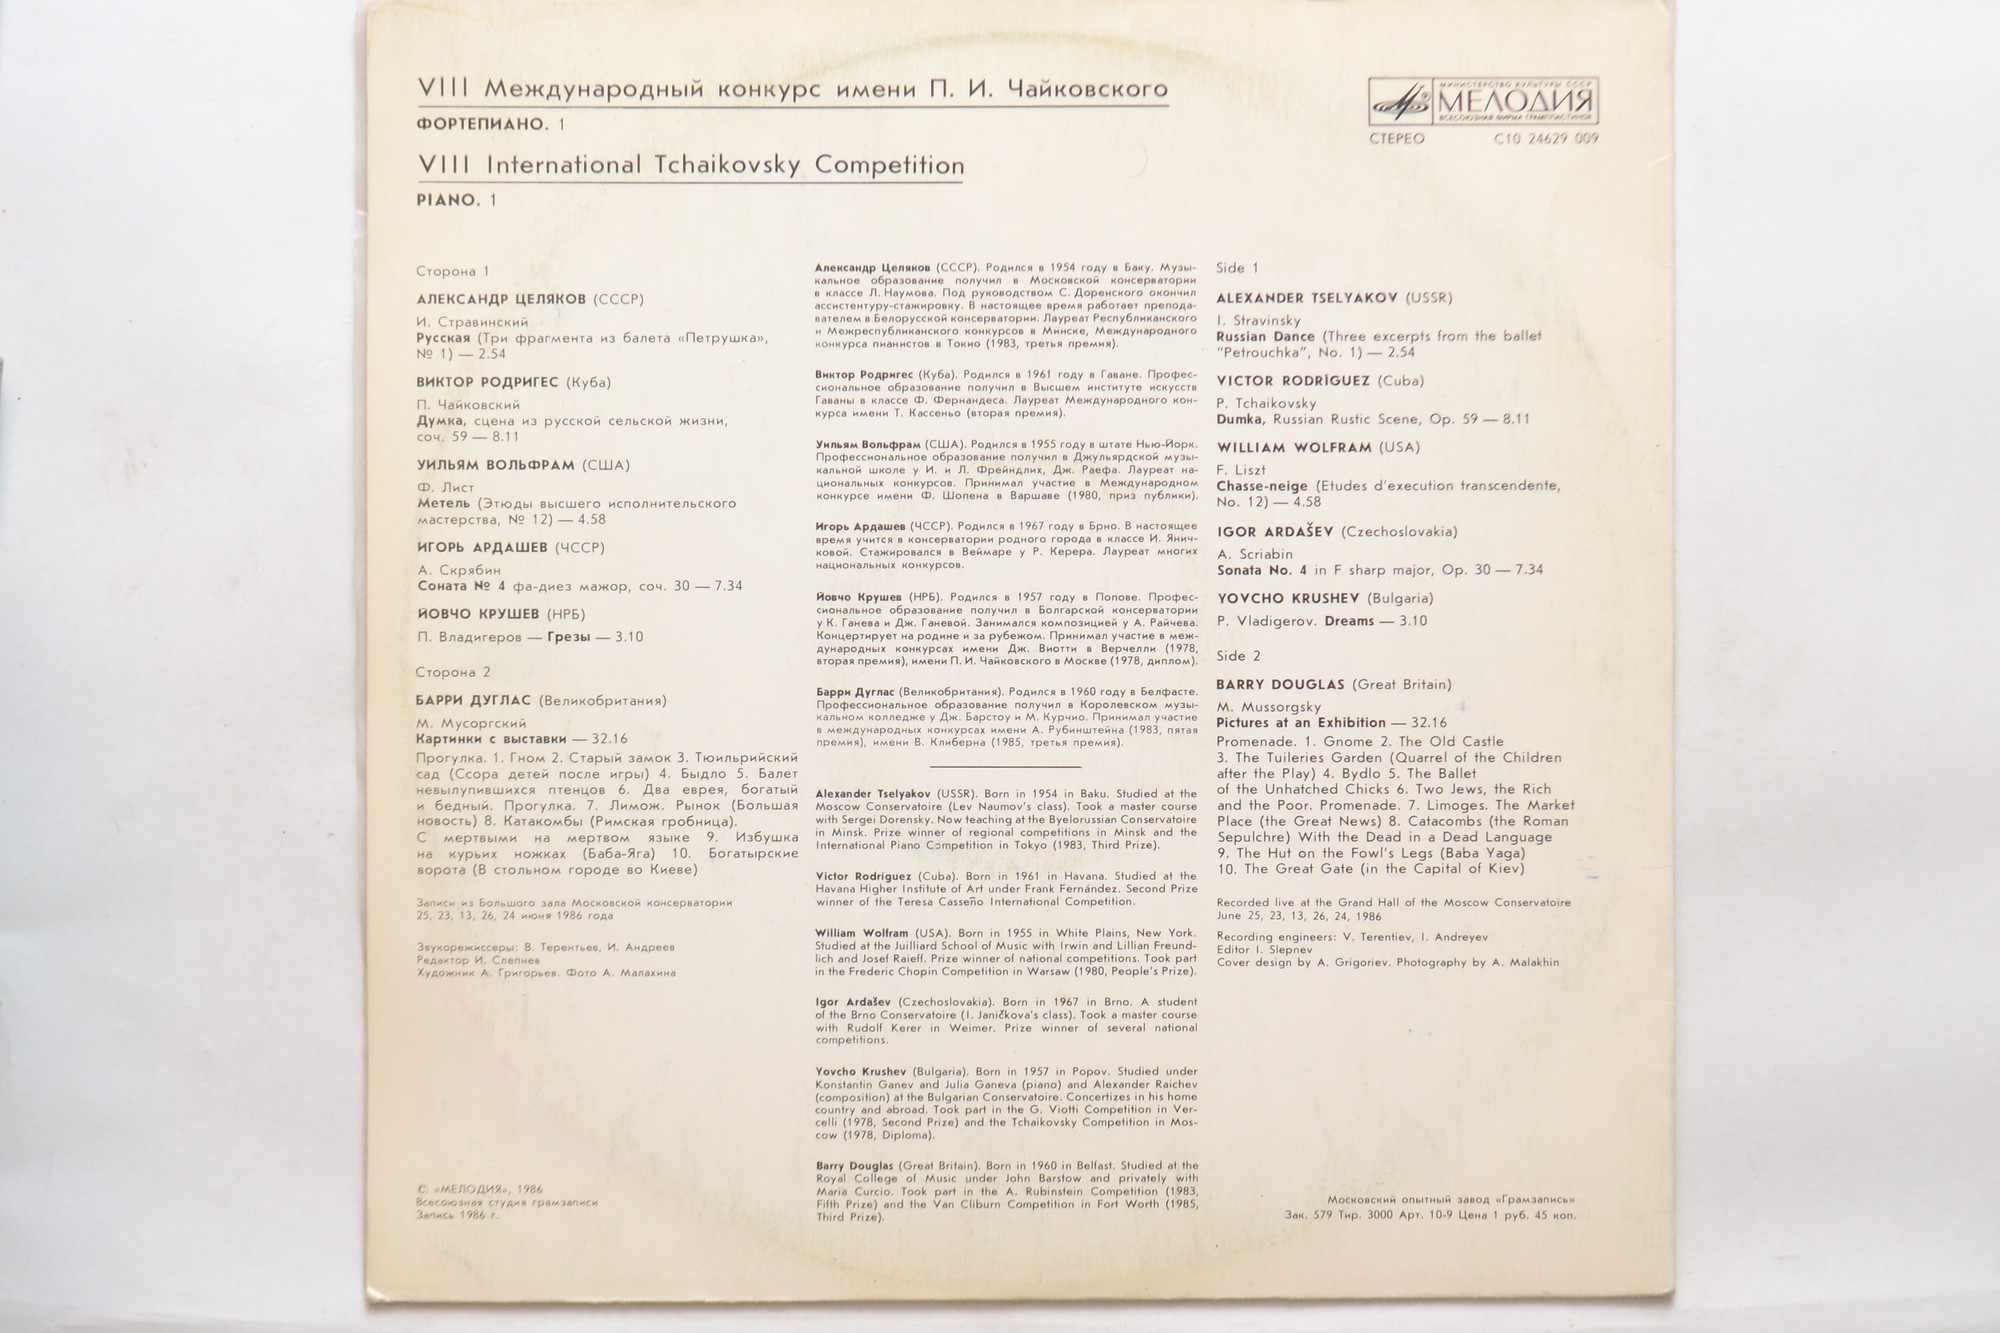 VIII Международный конкурс имени П. И. Чайковского
ФОРТЕПИАНО. 1
VIII International Tchaikovsky Competition
PIANO. 1
МИНИСТЕРСТВО КУЛЬТУРЫ СССР
МЕЛОДИЯ
ВСЕСОЮЗНАЯ ФИРМА ГРАМПЛАСТИНОК
СТЕРЕО С10 24629 009
Сторона 1
АЛЕКСАНДР ЦЕЛЯКОВ (СССР)
И. Стравинский
Русская (Три фрагмента из балета «Петрушка»,
№ 1) — 2.54
ВИКТОР РОДРИГЕС (Куба)
П. Чайковский
Думка, сцена из русской сельской жизни,
соч. 59 — 8.11
УИЛЬЯМ ВОЛЬФРАМ (США)
Ф. Лист
Метель (Этюды высшего исполнительского
мастерства, № 12) — 4.58
ИГОРЬ АРДАШЕВ (ЧССР)
А. Скрябин
Соната № 4 фа-диез мажор, соч. 30 — 7.34
ЙОВЧО КРУШЕВ (НРБ)
П. Владигеров — Грезы — 3.10
Сторона 2
БАРРИ ДУГЛАС (Великобритания)
М. Мусоргский
Картинки с выставки — 32.16
Прогулка. 1. Гном 2. Старый замок 3. Тюильрийский
сад (Ссора детей после игры) 4. Быдло 5. Балет
невылупившихся птенцов 6. Два еврея, богатый
и бедный. Прогулка. 7. Лимож. Рынок (Большая
новость) 8. Катакомбы (Римская гробница).
С мертвыми на мертвом языке 9. Избушка
на курьих ножках (Баба-Яга) 10. Богатырские
ворота (В стольном городе во Киеве)
Записи из Большого зала Московской консерватории
25, 23, 13, 26, 24 июня 1986 года
Звукорежиссеры: В. Терентьев, И. Андреев
Редактор И. Слепнев
Художник А. Григорьев. Фото А. Малахина
© «МЕЛОДИЯ», 1986
Всесоюзная студия грамзаписи
Запись 1986 г.
Александр Целяков (СССР). Родился в 1954 году в Баку. Музы-
кальное образование получил в Московской консерватории
в классе Л. Наумова. Под руководством С. Доренского окончил
ассистентуру-стажировку. В настоящее время работает препода-
вателем в Белорусской консерватории. Лауреат Республиканского
и Межреспубликанского конкурсов в Минске, Международного
конкурса пианистов в Токио (1983, третья премия).
Виктор Родригес (Куба). Родился в 1961 году в Гаване. Профес-
сиональное образование получил в Высшем институте искусств
Гаваны в классе Ф. Фернандеса. Лауреат Международного кон-
курса имени Т. Кассеньо (вторая премия).
Уильям Вольфрам (США). Родился в 1955 году в штате Нью-Йорк.
Профессиональное образование получил в Джульярдской музы-
кальной школе у И. и Л. Фрейндлих, Дж. Раефа. Лауреат на-
циональных конкурсов. Принимал участие в Международном
конкурсе имени Ф. Шопена в Варшаве (1980, приз публики).
Игорь Ардашев (ЧССР). Родился в 1967 году в Брно. В настоящее
время учится в консерватории родного города в классе И. Янич-
ковой. Стажировался в Веймаре у Р. Керера. Лауреат многих
национальных конкурсов.
Йовчо Крушев (НРБ). Родился в 1957 году в Попове. Профес-
сиональное образование получил в Болгарской консерватории
у К. Ганева и Дж. Ганевой. Занимался композицией у А. Райчева.
Концертирует на родине и за рубежом. Принимал участие в меж-
дународных конкурсах имени Дж. Виотти в Верчелли (1978,
вторая премия), имени П. И. Чайковского в Москве (1978, диплом).
Барри Дуглас (Великобритания). Родился в 1960 году в Белфасте.
Профессиональное образование получил в Королевском музы-
кальном колледже у Дж. Барстоу и М. Курчио. Принимал участие
в международных конкурсах имени А. Рубинштейна (1983, пятая
премия), имени В. Клиберна (1985, третья премия).
Alexander Tselyakov (USSR). Born in 1954 in Baku. Studied at the
Moscow Conservatoire (Lev Naumov's class). Took a master course
with Sergei Dorensky. Now teaching at the Byelorussian Conservatoire
in Minsk. Prize winner of regional competitions in Minsk and the
International Piano Competition in Tokyo (1983, Third Prize).
Victor Rodríguez (Cuba). Born in 1961 in Havana. Studied at the
Havana Higher Institute of Art under Frank Fernández. Second Prize
winner of the Teresa Casseño International Competition.
William Wolfram (USA). Born in 1955 in White Plains, New York.
Studied at the Juilliard School of Music with Irwin and Lillian Freund-
lich and Josef Raieff. Prize winner of national competitions. Took part
in the Frederic Chopin Competition in Warsaw (1980, People's Prize).
Igor Ardašev (Czechoslovakia). Born in 1967 in Brno. A student
of the Brno Conservatoire (I. Janičkova's class). Took a master course
with Rudolf Kerer in Weimer. Prize winner of several national
competitions.
Yovcho Krushev (Bulgaria). Born in 1957 in Popov. Studied under
Konstantin Ganev and Julia Ganeva (piano) and Alexander Raichev
(composition) at the Bulgarian Conservatoire. Concertizes in his home
country and abroad. Took part in the G. Viotti Competition in Ver-
celli (1978, Second Prize) and the Tchaikovsky Competition in Mos-
cow (1978, Diploma).
Barry Douglas (Great Britain). Born in 1960 in Belfast. Studied at the
Royal College of Music under John Barstow and privately with
Maria Curcio. Took part in the A. Rubinstein Competition (1983,
Fifth Prize) and the Van Cliburn Competition in Fort Worth (1985,
Third Prize).
Side 1
ALEXANDER TSELYAKOV (USSR)
I. Stravinsky
Russian Dance (Three excerpts from the ballet
"Petrouchka", No. 1) — 2.54
VICTOR RODRÍGUEZ (Cuba)
P. Tchaikovsky
Dumka, Russian Rustic Scene, Op. 59 — 8.11
WILLIAM WOLFRAM (USA)
F. Liszt
Chasse-neige (Etudes d'execution transcendente,
No. 12) — 4.58
IGOR ARDAŠEV (Czechoslovakia)
A. Scriabin
Sonata No. 4 in F sharp major, Op. 30 — 7.34
YOVCHO KRUSHEV (Bulgaria)
P. Vladigerov. Dreams — 3.10
Side 2
BARRY DOUGLAS (Great Britain)
M. Mussorgsky
Pictures at an Exhibition — 32.16
Promenade. 1. Gnome 2. The Old Castle
3. The Tuileries Garden (Quarrel of the Children
after the Play) 4. Bydlo 5. The Ballet
of the Unhatched Chicks 6. Two Jews, the Rich
and the Poor. Promenade. 7. Limoges. The Market
Place (the Great News) 8. Catacombs (the Roman
Sepulchre) With the Dead in a Dead Language
9. The Hut on the Fowl's Legs (Baba Yaga)
10. The Great Gate (in the Capital of Kiev)
Recorded live at the Grand Hall of the Moscow Conservatoire
June 25, 23, 13, 26, 24, 1986
Recording engineers: V. Terentiev, I. Andreyev
Editor I. Slepnev
Cover design by A. Grigoriev. Photography by A. Malakhin
Московский опытный завод «Грамзапись»
Зак. 579 Тир. 3000 Арт. 10-9 Цена 1 руб. 45 коп.